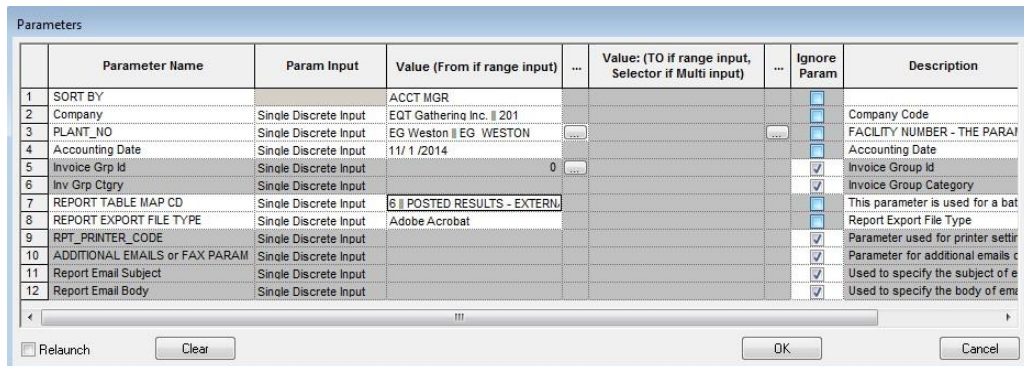 Parameters
Parameter Name Param Input Value (From if range input) ... Value: (TO if range input, Selector if Multi input) ... Ignore Param Description
1 SORT BY ACCT MGR
2 Company Single Discrete Input EQT Gathering Inc. || 201 Company Code
3 PLANT_NO Single Discrete Input EG Weston || EG WESTON ... ... FACILITY NUMBER - THE PARAM
4 Accounting Date Single Discrete Input 11/ 1 /2014 Accounting Date
5 Invoice Grp Id Single Discrete Input 0 ... Invoice Group Id
6 Inv Grp Ctgry Single Discrete Input Invoice Group Category
7 REPORT TABLE MAP CD Single Discrete Input 6 || POSTED RESULTS - EXTERNA This parameter is used for a bat
8 REPORT EXPORT FILE TYPE Single Discrete Input Adobe Acrobat Report Export File Type
9 RPT_PRINTER_CODE Single Discrete Input Parameter used for printer settin
10 ADDITIONAL EMAILS or FAX PARAM Single Discrete Input Parameter for additional emails o
11 Report Email Subject Single Discrete Input Used to specify the subject of e
12 Report Email Body Single Discrete Input Used to specify the body of ema
Relaunch Clear OK Cancel